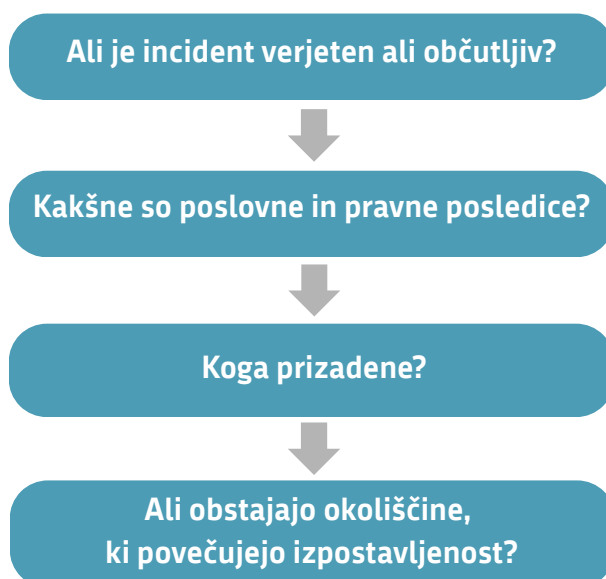 Ali je incident verjeten ali občutljiv?
Kakšne so poslovne in pravne posledice?
Koga prizadene?
Ali obstajajo okoliščine,
ki povečujejo izpostavljenost?